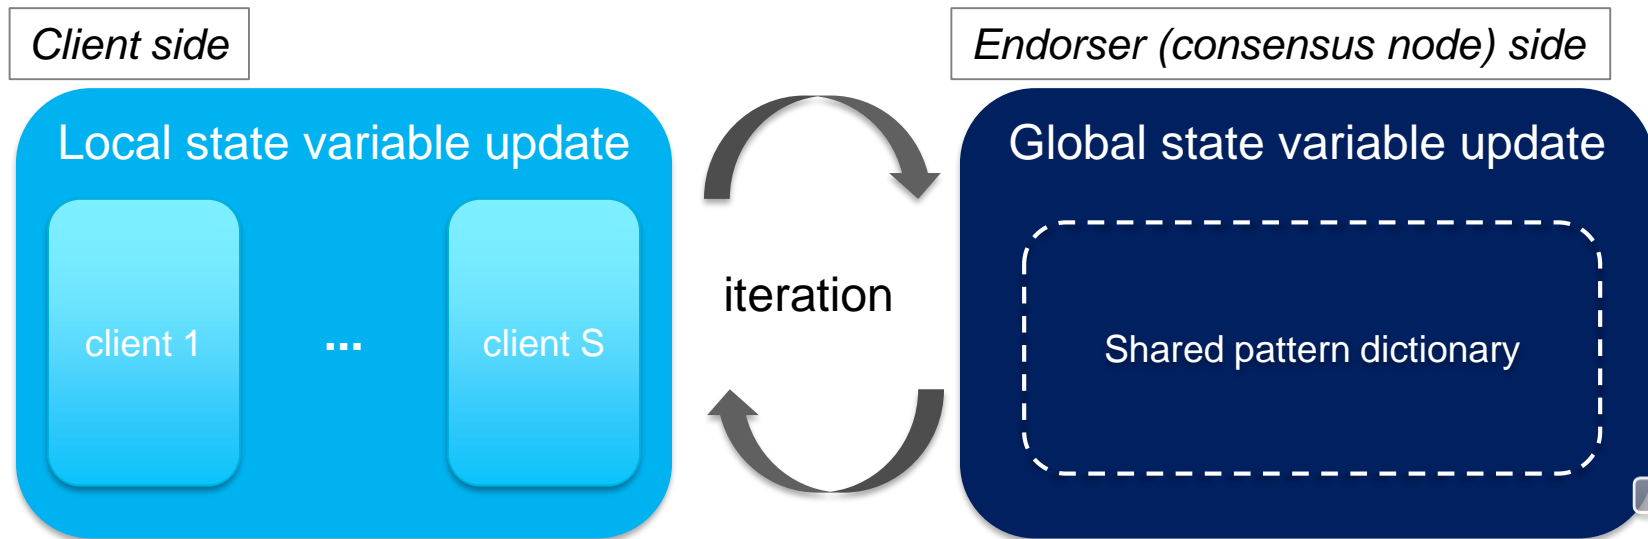 Client side
Endorser (consensus node) side
Local state variable update
Global state variable update
client 1
...
client S
iteration
Shared pattern dictionary